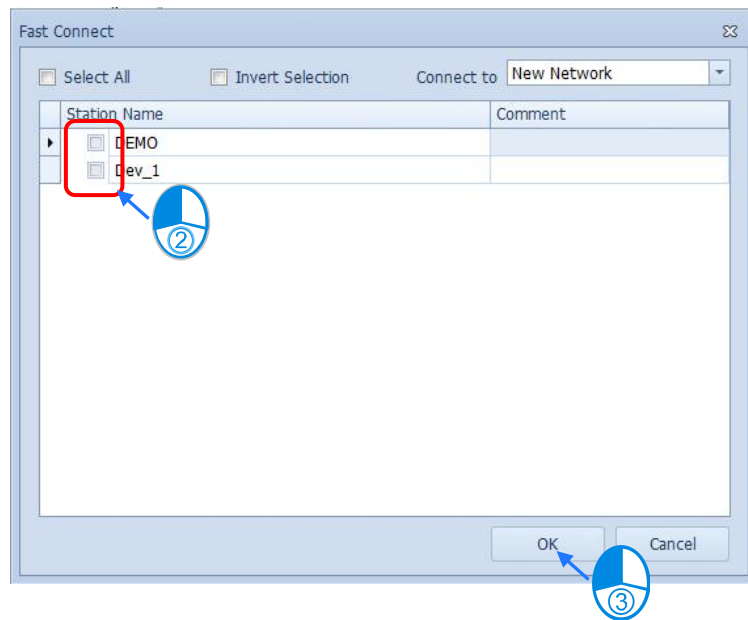 Fast Connect
Select All Invert Selection Connect to New Network
Station Name Comment
DEMO
Dev_1
②
OK Cancel
③